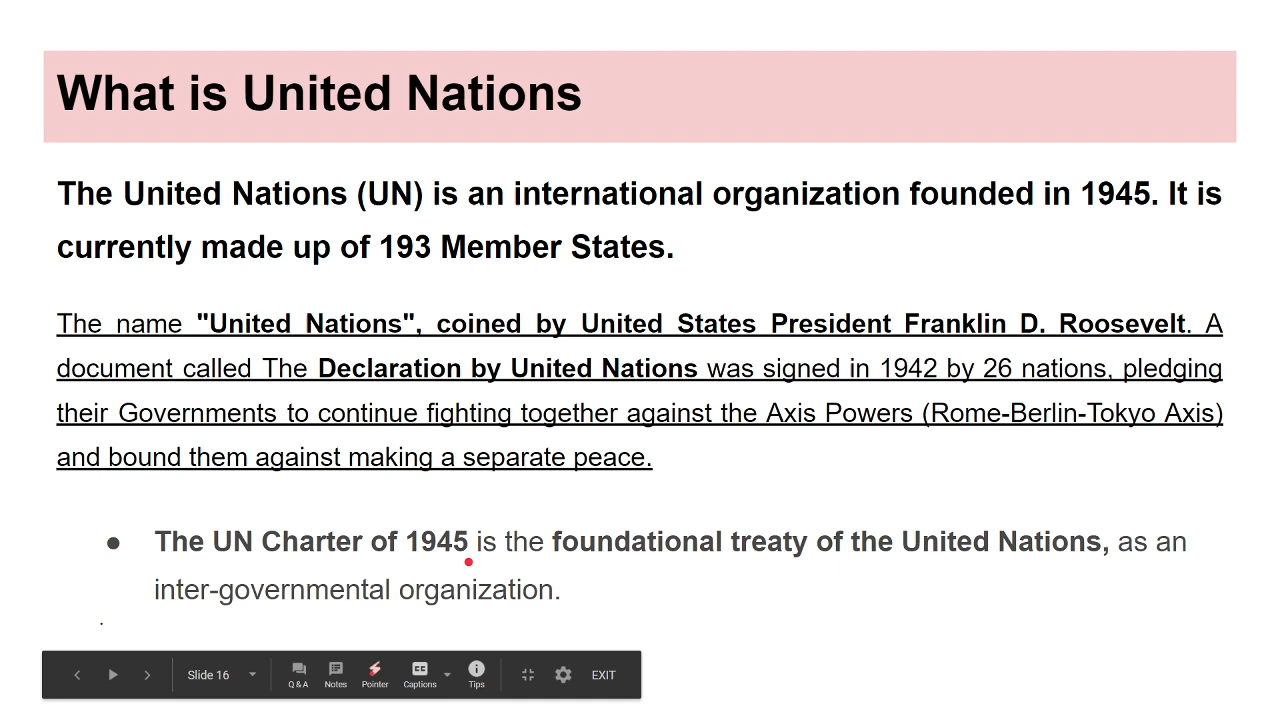 What is United Nations
The United Nations (UN) is an international organization founded in 1945. It is
currently made up of 193 Member States.
The name "United Nations", coined by United States President Franklin D. Roosevelt. A
document called The Declaration by United Nations was signed in 1942 by 26 nations, pledging
their Governments to continue fighting together against the Axis Powers (Rome-Berlin-Tokyo Axis)
and bound them against making a separate peace.
● The UN Charter of 1945 is the foundational treaty of the United Nations, as an
inter-governmental organization.
.
Slide 16 Q & A Notes Pointer CC Captions Tips EXIT